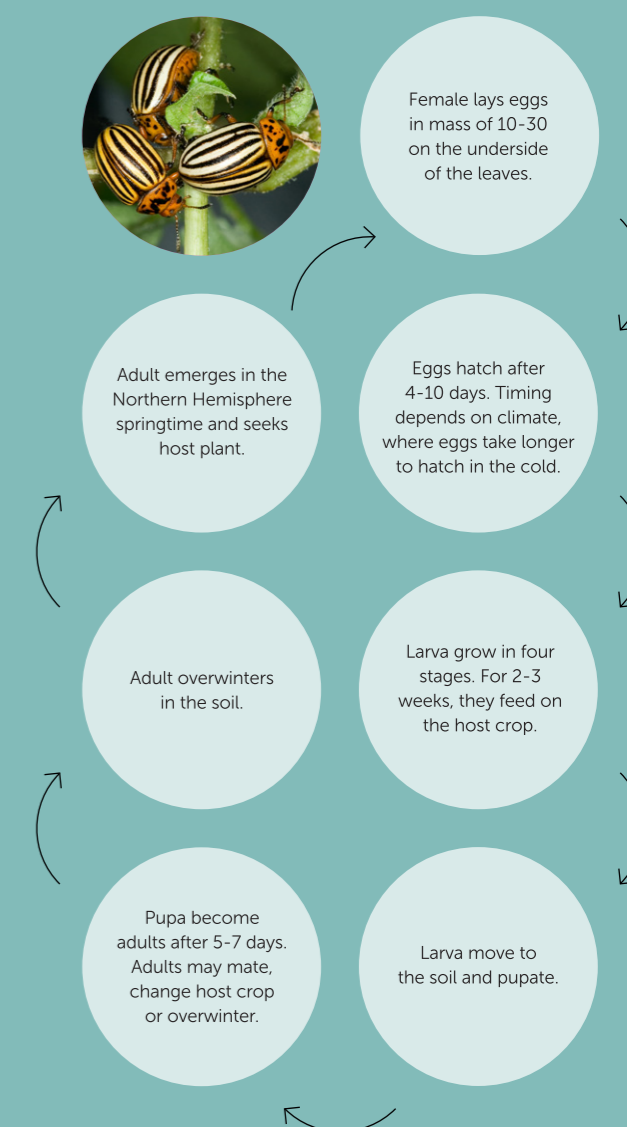 Female lays eggs
in mass of 10-30
on the underside
of the leaves.
Eggs hatch after
4-10 days. Timing
depends on climate,
where eggs take longer
to hatch in the cold.
Larva grow in four
stages. For 2-3
weeks, they feed on
the host crop.
Larva move to
the soil and pupate.
Pupa become
adults after 5-7 days.
Adults may mate,
change host crop
or overwinter.
Adult overwinters
in the soil.
Adult emerges in the
Northern Hemisphere
springtime and seeks
host plant.